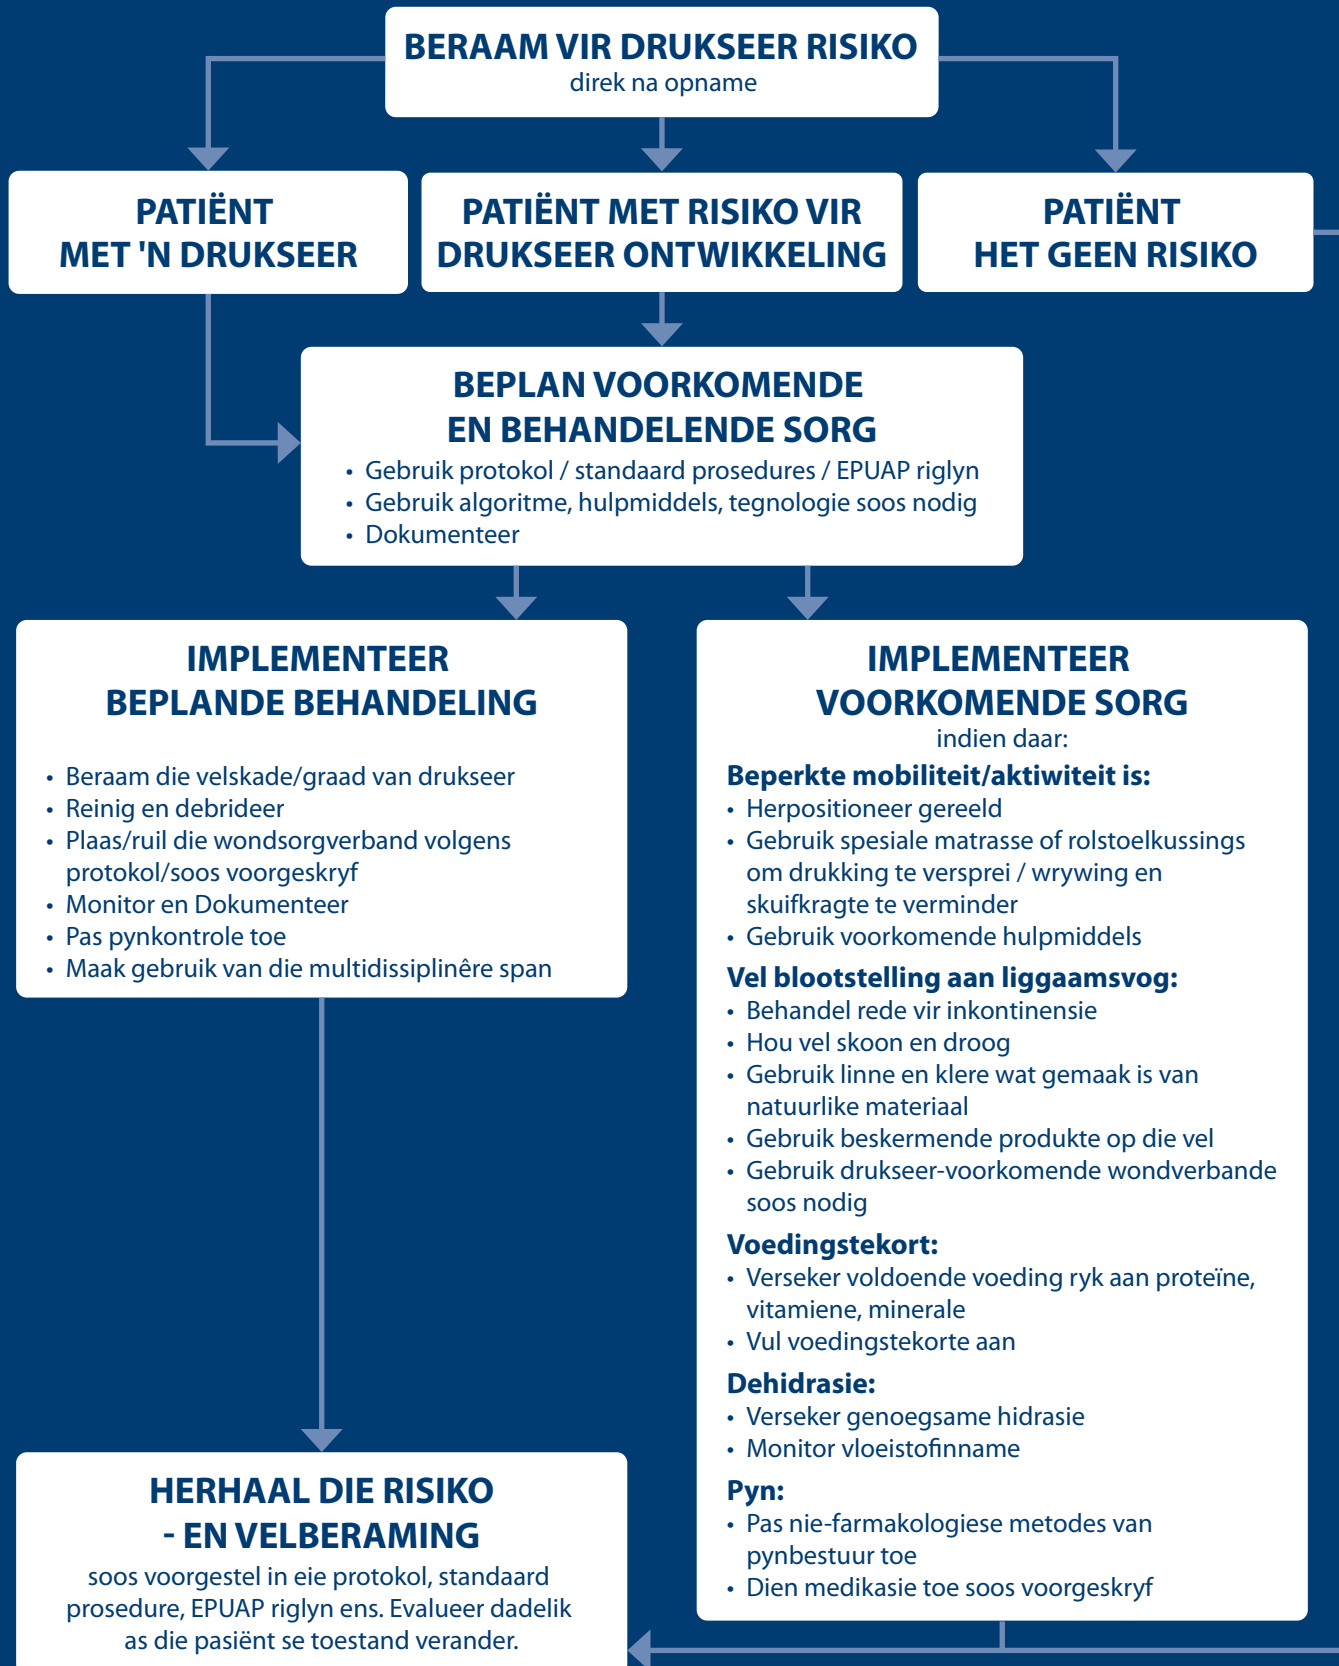 BERAAM VIR DRUKSEER RISIKO
direk na opname
PATIËNT
MET 'N DRUKSEER
PATIËNT MET RISIKO VIR
DRUKSEER ONTWIKKELING
PATIËNT
HET GEEN RISIKO
BEPLAN VOORKOMENDE
EN BEHANDELENDE SORG
• Gebruik protokol / standaard prosedures / EPUAP riglyn
• Gebruik algoritme, hulpmiddels, tegnologie soos nodig
• Dokumenteer
IMPLEMENTEER
BEPLANDE BEHANDELING
• Beraam die velskade/graad van drukseer
• Reinig en debrideer
• Plaas/ruil die wondsorgverband volgens
protokol/soos voorgeskryf
• Monitor en Dokumenteer
• Pas pynkontrole toe
• Maak gebruik van die multidissiplinêre span
IMPLEMENTEER
VOORKOMENDE SORG
indien daar:
Beperkte mobiliteit/aktiwiteit is:
• Herpositioneer gereeld
• Gebruik spesiale matrasse of rolstoelkussings
om drukking te versprei / wrywing en
skuifkragte te verminder
• Gebruik voorkomende hulpmiddels
Vel blootstelling aan liggaamsvog:
• Behandel rede vir inkontinensie
• Hou vel skoon en droog
• Gebruik linne en klere wat gemaak is van
natuurlike materiaal
• Gebruik beskermende produkte op die vel
• Gebruik drukseer-voorkomende wondverbande
soos nodig
Voedingstekort:
• Verseker voldoende voeding ryk aan proteïne,
vitamiene, minerale
• Vul voedingstekorte aan
Dehidrasie:
• Verseker genoegsame hidrasie
• Monitor vloeistofinname
Pyn:
• Pas nie-farmakologiese metodes van
pynbestuur toe
• Dien medikasie toe soos voorgeskryf
HERHAAL DIE RISIKO
- EN VELBERAMING
soos voorgestel in eie protokol, standaard
prosedure, EPUAP riglyn ens. Evalueer dadelik
as die pasiënt se toestand verander.